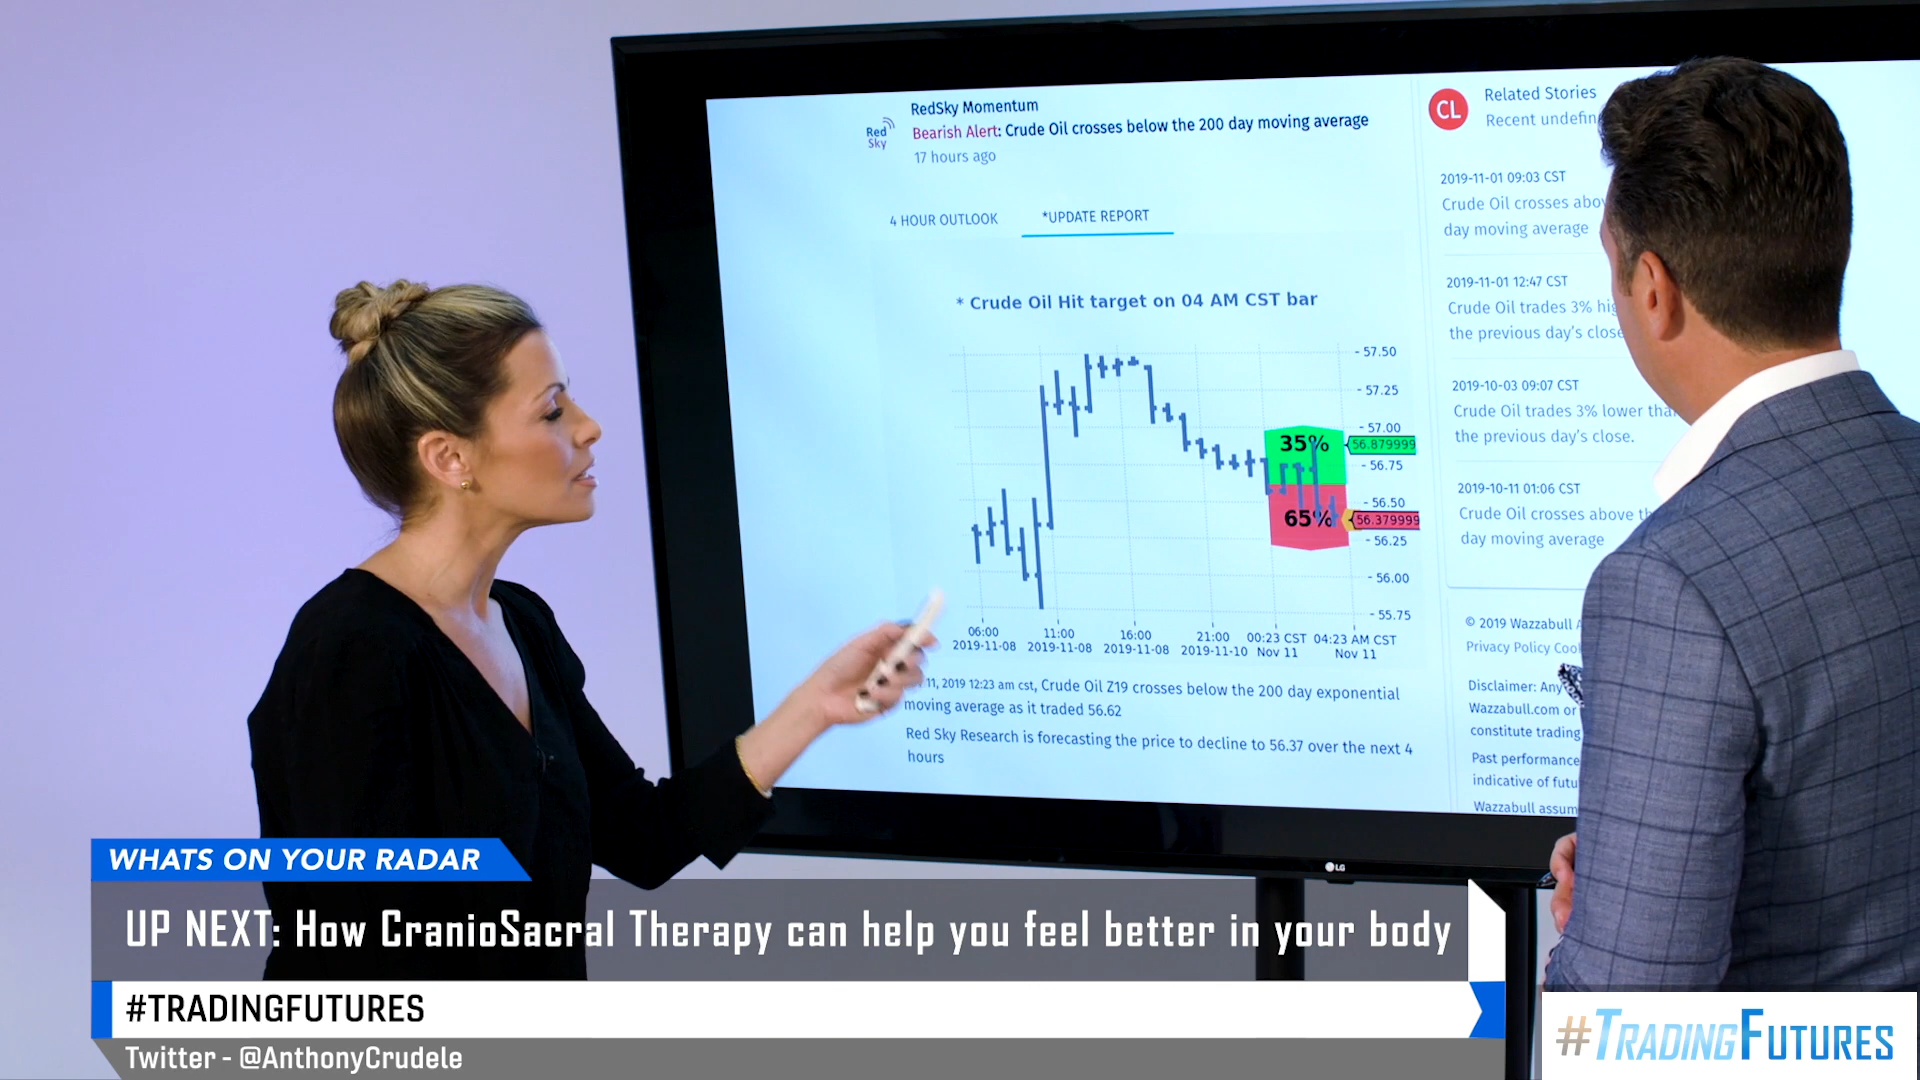 Red
Sky
RedSky Momentum
Bearish Alert: Crude Oil crosses below the 200 day moving average
17 hours ago
4 HOUR OUTLOOK
*UPDATE REPORT
* Crude Oil Hit target on 04 AM CST bar
57.50
57.25
57.00
56.75
56.50
56.25
56.00
55.75
35%
56.879999
65%
56.379999
06:00 11:00 16:00 21:00 00:23 CST 04:23 AM CST
2019-11-08 2019-11-08 2019-11-08 2019-11-10 Nov 11 Nov 11
11, 2019 12:23 am cst, Crude Oil Z19 crosses below the 200 day exponential
moving average as it traded 56.62
Red Sky Research is forecasting the price to decline to 56.37 over the next 4
hours
CL
Related Stories
Recent
2019-11-01 09:03 CST
Crude Oil crosses
day moving average
2019-11-01 12:47 CST
Crude Oil trades 3%
the previous day's close
2019-10-03 09:07 CST
Crude Oil trades 3% lower
the previous day's close.
2019-10-11 01:06 CST
Crude Oil crosses above
day moving average
© 2019 Wazzabull
Privacy Policy
Disclaimer: Any
Wazzabull.com or
constitute trading
Past performance
indicative of
Wazzabull
LG
WHATS ON YOUR RADAR
UP NEXT: How CranioSacral Therapy can help you feel better in your body
#TRADINGFUTURES
Twitter - @AnthonyCrudele
#TRADINGFUTURES